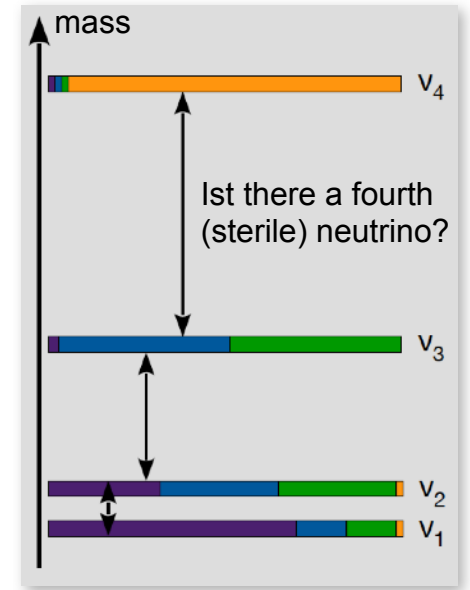 mass
ν4
Ist there a fourth
(sterile) neutrino?
ν3
ν2
ν1